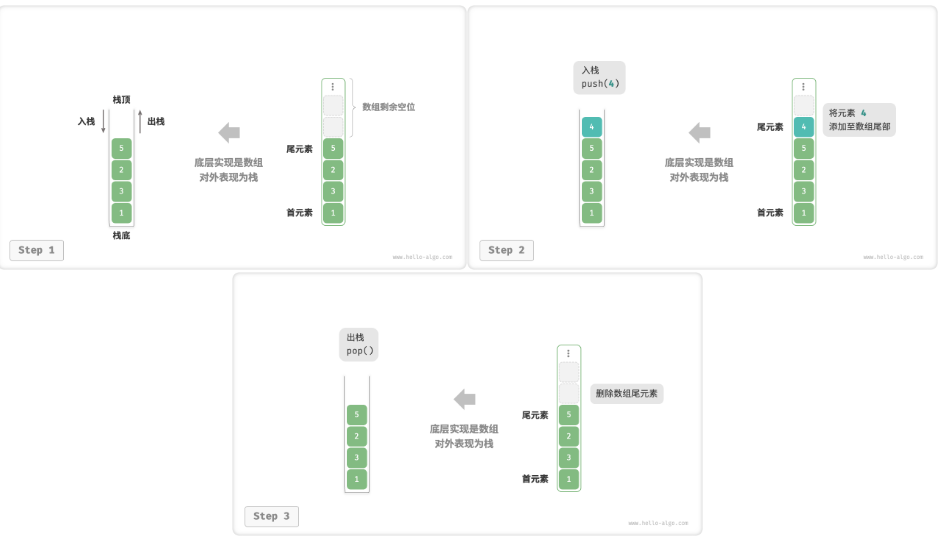 栈顶
入栈
出栈
5
2
3
1
栈底
底层实现是数组
对外表现为栈
⋮
数组剩余空位
尾元素
5
2
3
首元素
1
Step 1
www.hello-algo.com
入栈
push(4)
4
5
2
3
1
底层实现是数组
对外表现为栈
⋮
尾元素
4
5
2
3
首元素
1
将元素 4
添加至数组尾部
Step 2
www.hello-algo.com
出栈
pop()
5
2
3
1
底层实现是数组
对外表现为栈
⋮
删除数组尾元素
尾元素
5
2
3
首元素
1
Step 3
www.hello-algo.com